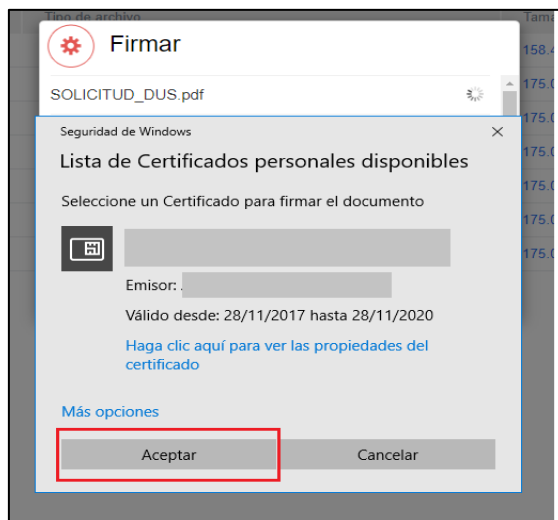 Tipo de archivo
Firmar
SOLICITUD_DUS.pdf
158.4
175.0
175.0
175.0
175.0
175.0
175.0
Seguridad de Windows
Lista de Certificados personales disponibles
Seleccione un Certificado para firmar el documento
Emisor:
Válido desde: 28/11/2017 hasta 28/11/2020
Haga clic aquí para ver las propiedades del
certificado
Más opciones
Aceptar
Cancelar